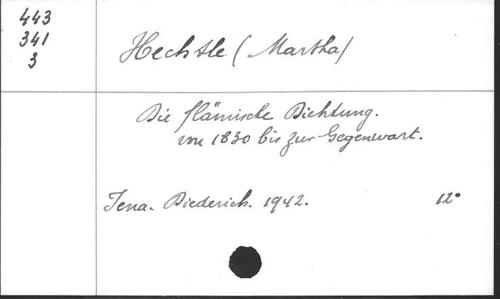 443
341
3
Hechtle (Martha)
Die flämische Dichtung.
von 1830 bis zur Gegenwart.
Jena. Diederich. 1942. 12°